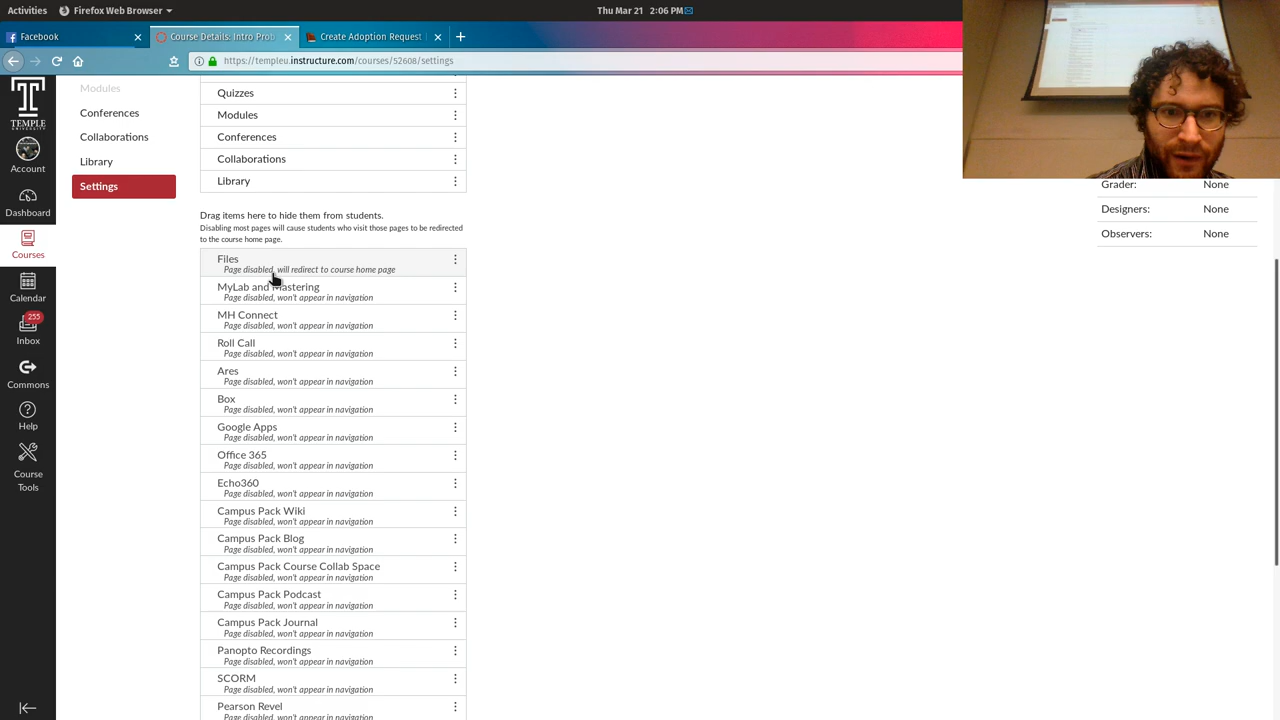 Activities
Firefox Web Browser
Thu Mar 21 2:06 PM
Facebook
Course Details: Intro Prob
Create Adoption Request
https://templeu.instructure.com/courses/52608/settings
TEMPLE
UNIVERSITY
Account
Dashboard
Courses
Calendar
255
Inbox
Commons
Help
Course
Tools
Modules
Conferences
Collaborations
Library
Settings
Quizzes
Modules
Conferences
Collaborations
Library
Drag items here to hide them from students.
Disabling most pages will cause students who visit those pages to be redirected
to the course home page.
Files
Page disabled, will redirect to course home page
MyLab and Mastering
Page disabled, won't appear in navigation
MH Connect
Page disabled, won't appear in navigation
Roll Call
Page disabled, won't appear in navigation
Ares
Page disabled, won't appear in navigation
Box
Page disabled, won't appear in navigation
Google Apps
Page disabled, won't appear in navigation
Office 365
Page disabled, won't appear in navigation
Echo360
Page disabled, won't appear in navigation
Campus Pack Wiki
Page disabled, won't appear in navigation
Campus Pack Blog
Page disabled, won't appear in navigation
Campus Pack Course Collab Space
Page disabled, won't appear in navigation
Campus Pack Podcast
Page disabled, won't appear in navigation
Campus Pack Journal
Page disabled, won't appear in navigation
Panopto Recordings
Page disabled, won't appear in navigation
SCORM
Page disabled, won't appear in navigation
Pearson Revel
Page disabled, won't appear in navigation
Grader: None
Designers: None
Observers: None